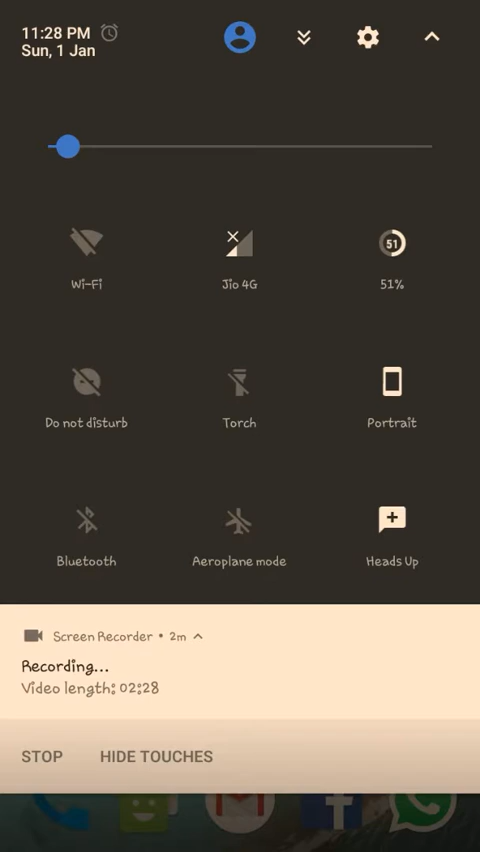 11:28 PM
Sun, 1 Jan
Wi-Fi
Jio 4G
51
51%
Do not disturb
Torch
Portrait
Bluetooth
Aeroplane mode
Heads Up
Screen Recorder • 2m
Recording...
Video length: 02:28
STOP HIDE TOUCHES